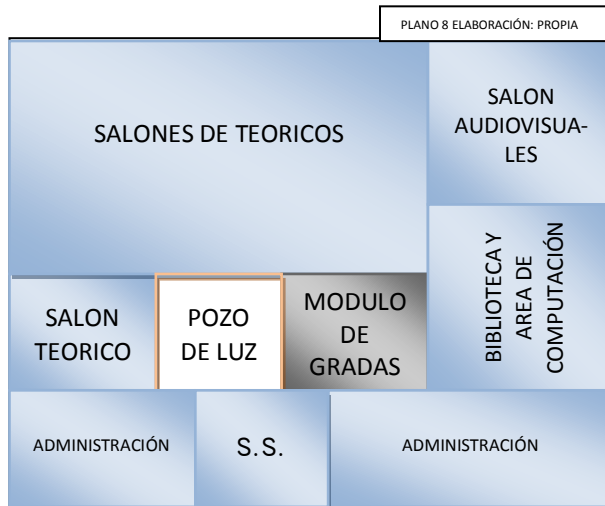 PLANO 8 ELABORACIÓN: PROPIA
SALONES DE TEORICOS
SALON
AUDIOVISUA-
LES
BIBLIOTECA Y
AREA DE
COMPUTACIÓN
SALON
TEORICO
POZO
DE LUZ
MODULO
DE
GRADAS
ADMINISTRACIÓN
S.S.
ADMINISTRACIÓN